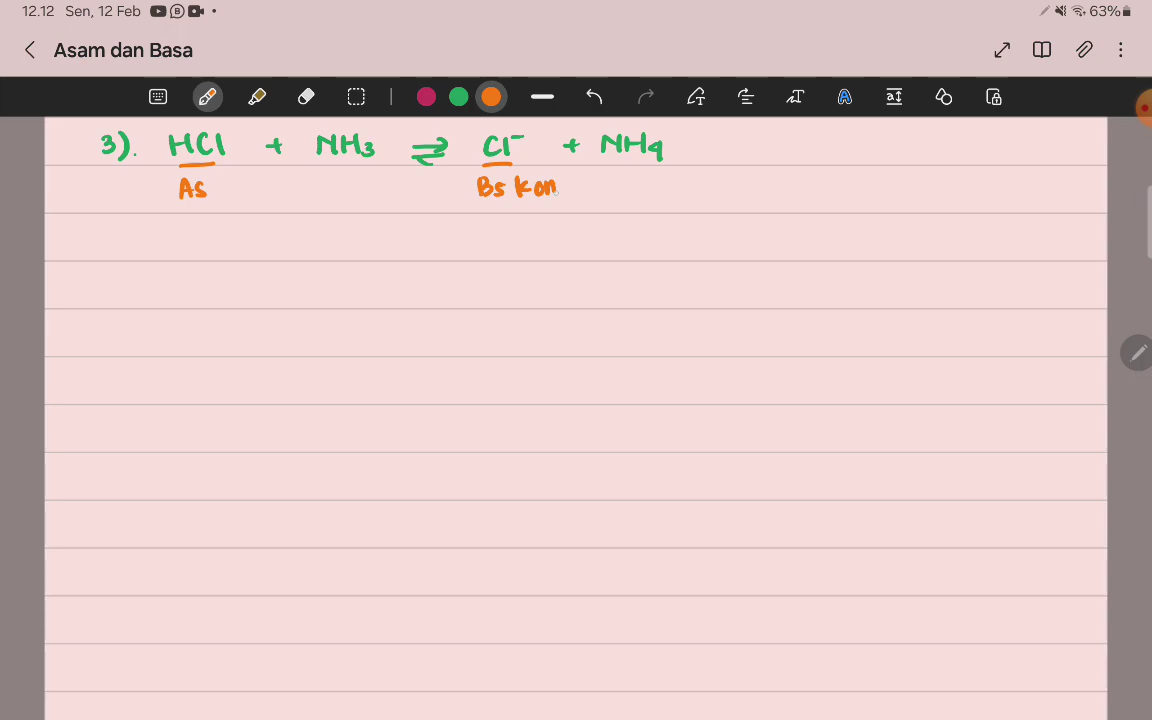 12.12 Sen, 12 Feb 63%
Asam dan Basa
3). HCl + NH3 ⇌ Cl⁻ + NH4
As Bs kon